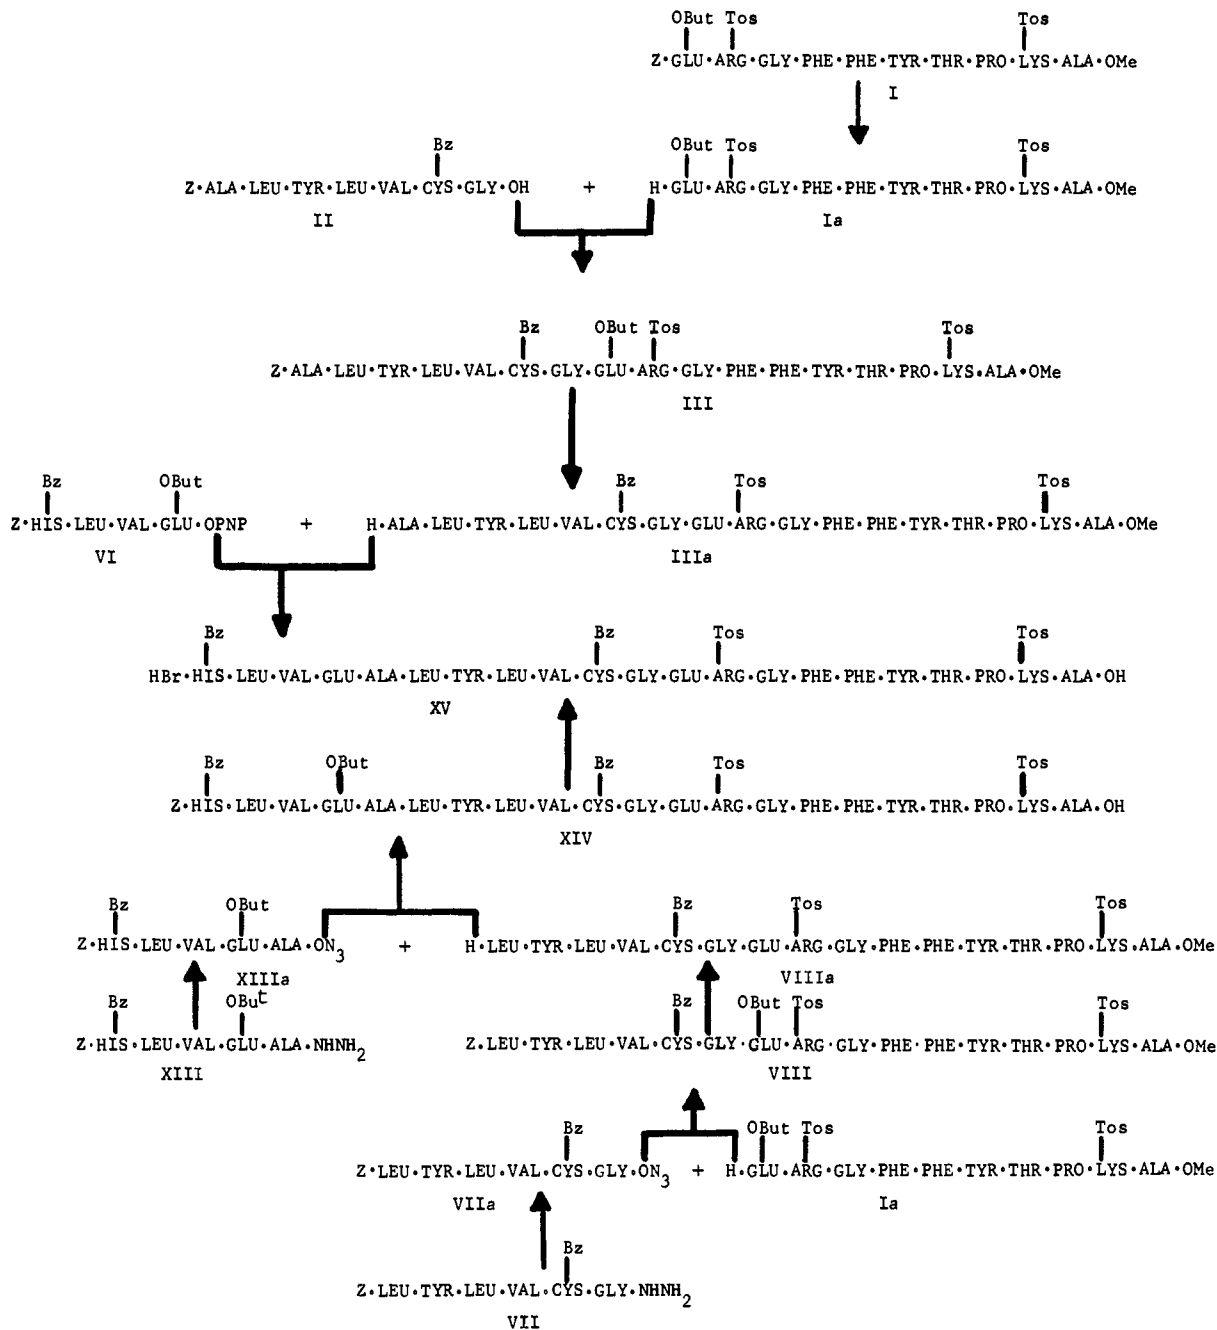 OBut Tos Tos
Z·GLU·ARG·GLY·PHE·PHE·TYR·THR·PRO·LYS·ALA·OMe
I
Bz OBut Tos Tos
Z·ALA·LEU·TYR·LEU·VAL·CYS·GLY·OH + H·GLU·ARG·GLY·PHE·PHE·TYR·THR·PRO·LYS·ALA·OMe
II Ia
Bz OBut Tos Tos
Z·ALA·LEU·TYR·LEU·VAL·CYS·GLY·GLU·ARG·GLY·PHE·PHE·TYR·THR·PRO·LYS·ALA·OMe
III
Bz OBut Bz Tos Tos
Z·HIS·LEU·VAL·GLU·OPNP + H·ALA·LEU·TYR·LEU·VAL·CYS·GLY·GLU·ARG·GLY·PHE·PHE·TYR·THR·PRO·LYS·ALA·OMe
VI IIIa
Bz Bz Tos Tos
HBr·HIS·LEU·VAL·GLU·ALA·LEU·TYR·LEU·VAL·CYS·GLY·GLU·ARG·GLY·PHE·PHE·TYR·THR·PRO·LYS·ALA·OH
XV
Bz OBut Bz Tos Tos
Z·HIS·LEU·VAL·GLU·ALA·LEU·TYR·LEU·VAL·CYS·GLY·GLU·ARG·GLY·PHE·PHE·TYR·THR·PRO·LYS·ALA·OH
XIV
Bz OBut Bz Tos Tos
Z·HIS·LEU·VAL·GLU·ALA·ON3 + H·LEU·TYR·LEU·VAL·CYS·GLY·GLU·ARG·GLY·PHE·PHE·TYR·THR·PRO·LYS·ALA·OMe
XIIIa VIIIa
Bz OBut Bz OBut Tos Tos
Z·HIS·LEU·VAL·GLU·ALA·NHNH2 Z.LEU·TYR·LEU·VAL·CYS·GLY·GLU·ARG·GLY·PHE·PHE·TYR·THR·PRO·LYS·ALA·OMe
XIII VIII
Bz OBut Tos Tos
Z·LEU·TYR·LEU·VAL·CYS·GLY·ON3 + H·GLU·ARG·GLY·PHE·PHE·TYR·THR·PRO·LYS·ALA·OMe
VIIa Ia
Bz
Z·LEU·TYR·LEU·VAL·CYS·GLY·NHNH2
VII